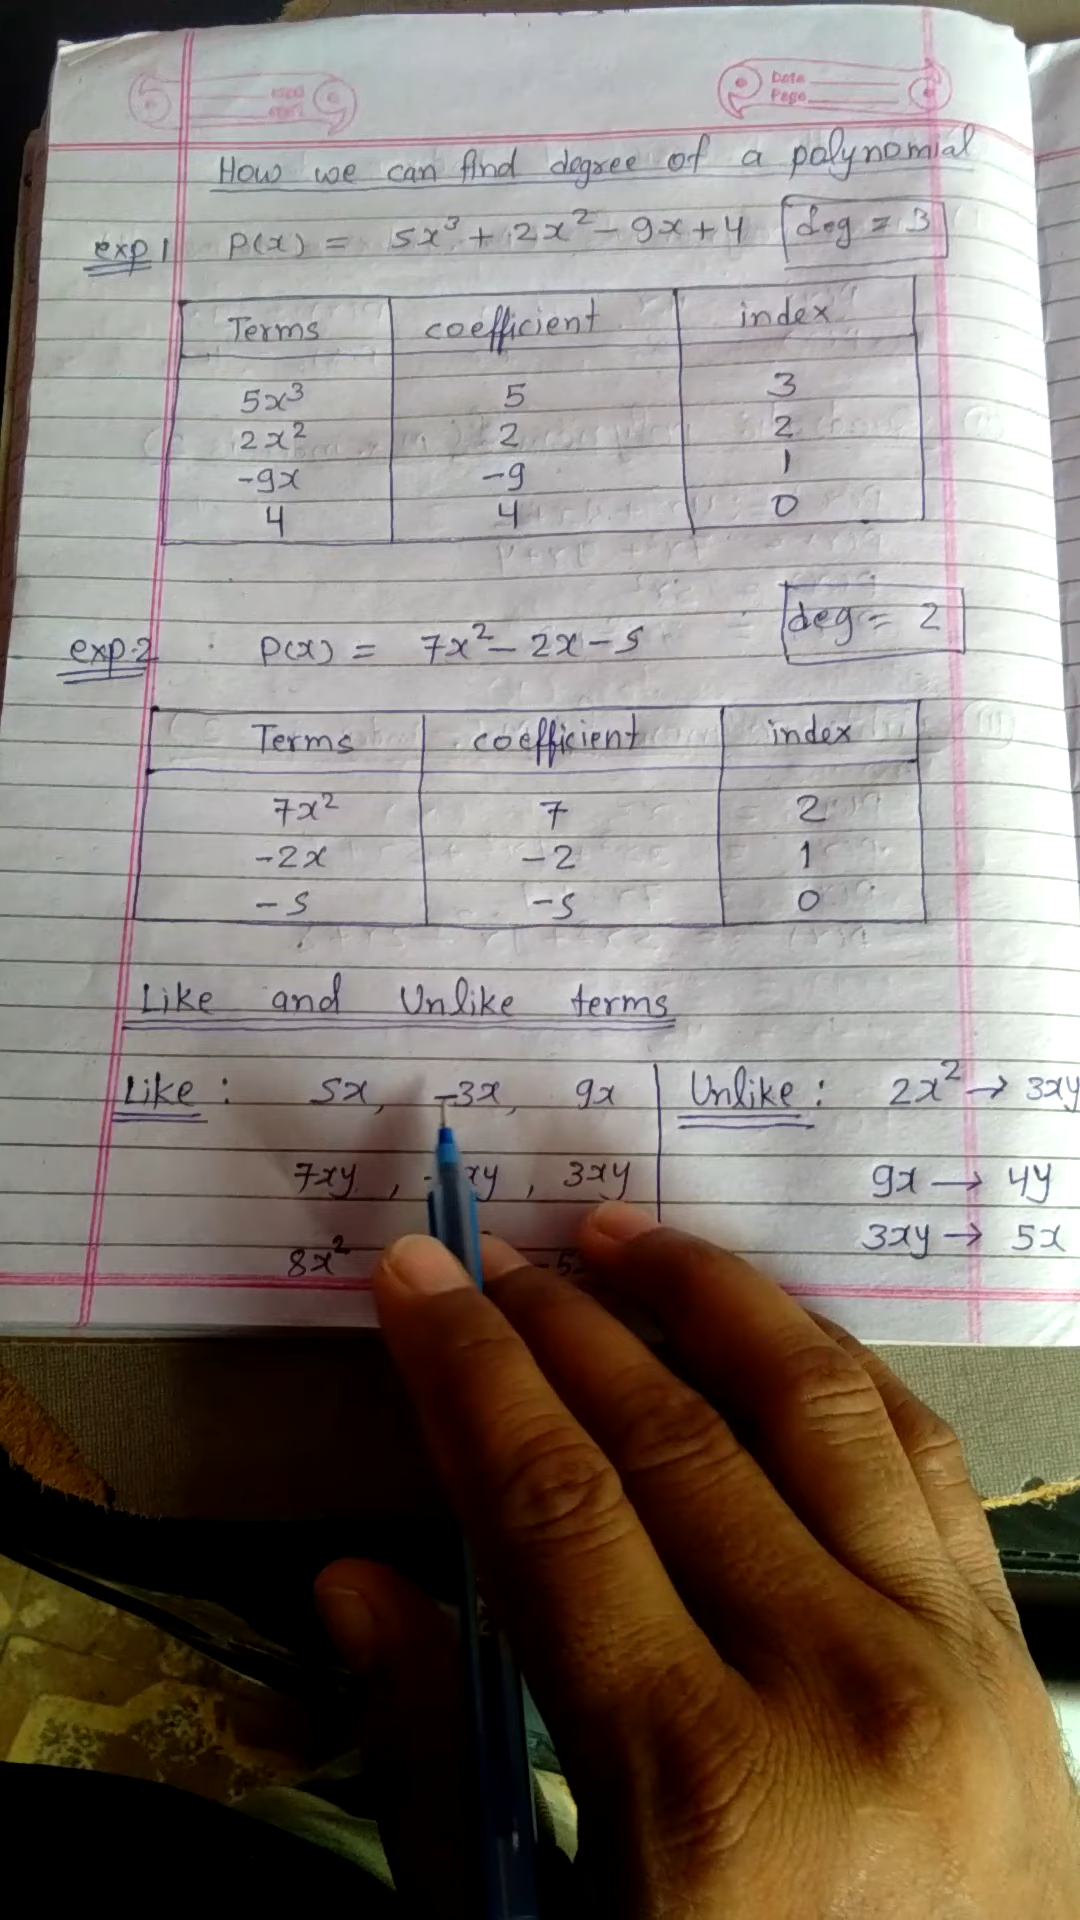 Date
Page
How we can find degree of a polynomial
exp 1 P(x) = 5x³ + 2x² - 9x + 4 deg = 3
Terms coefficient index
5x³ 5 3
2x² 2 2
-9x -9 1
4 4 0
exp.2 P(x) = 7x² - 2x - 5 deg = 2
Terms coefficient index
7x² 7 2
-2x -2 1
-5 -5 0
Like and Unlike terms
Like : 5x, -3x, 9x Unlike : 2x² → 3xy
7xy , xy , 3xy 9x → 4y
8x² -5 3xy → 5x